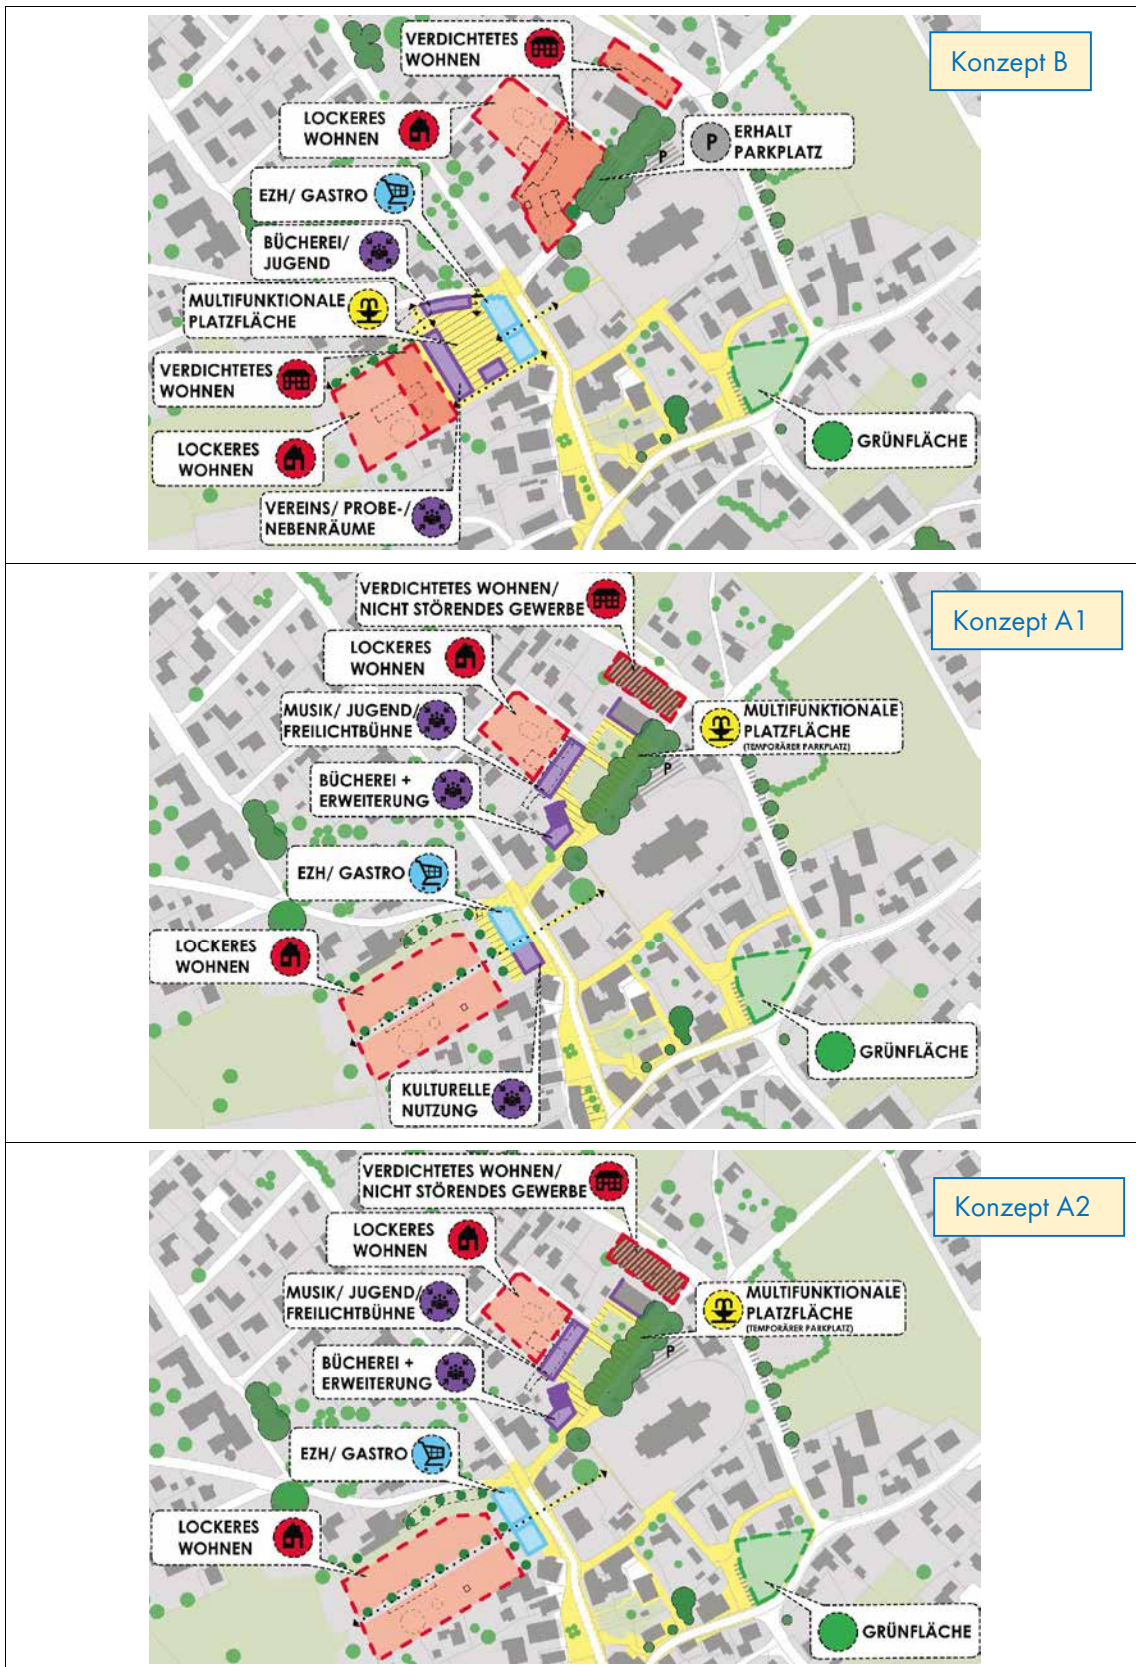 Konzept B
VERDICHTETES
WOHNEN
LOCKERES
WOHNEN
P
ERHALT
PARKPLATZ
P
EZH/ GASTRO
BÜCHEREI/
JUGEND
MULTIFUNKTIONALE
PLATZFLÄCHE
VERDICHTETES
WOHNEN
LOCKERES
WOHNEN
GRÜNFLÄCHE
VEREINS/ PROBE-/
NEBENRÄUME
Konzept A1
VERDICHTETES WOHNEN/
NICHT STÖRENDES GEWERBE
LOCKERES
WOHNEN
MUSIK/ JUGEND/
FREILICHTBÜHNE
MULTIFUNKTIONALE
PLATZFLÄCHE
(TEMPORÄRER PARKPLATZ)
P
BÜCHEREI +
ERWEITERUNG
EZH/ GASTRO
LOCKERES
WOHNEN
GRÜNFLÄCHE
KULTURELLE
NUTZUNG
Konzept A2
VERDICHTETES WOHNEN/
NICHT STÖRENDES GEWERBE
LOCKERES
WOHNEN
MUSIK/ JUGEND/
FREILICHTBÜHNE
MULTIFUNKTIONALE
PLATZFLÄCHE
(TEMPORÄRER PARKPLATZ)
P
BÜCHEREI +
ERWEITERUNG
EZH/ GASTRO
LOCKERES
WOHNEN
GRÜNFLÄCHE